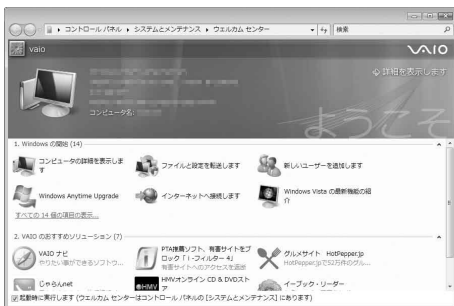 コントロール パネル ▸ システムとメンテナンス ▸ ウェルカム センター
検索
vaio
VAIO
詳細を表示します
コンピュータ名:
ようこそ
1. Windows の開始 (14)
コンピュータの詳細を表示します
ファイルと設定を転送します
新しいユーザーを追加します
Windows Anytime Upgrade
インターネットへ接続します
Windows Vista の最新機能の紹介
すべての 14 個の項目の表示...
2. VAIO のおすすめソリューション (7)
VAIO ナビ
やりたい事ができるソフトウ...
PTA推薦ソフト、有害サイトをブロック「i -フィルター 4」
有害サイトへのアクセスを遮断
グルメサイト HotPepper.jp
HotPepper.jpで52万件のグル...
じゃらんnet
HMV
HMVオンライン CD & DVD
イーブック・リーダー
起動時に実行します (ウェルカム センターはコントロール パネルの [システムとメンテナンス] にあります)